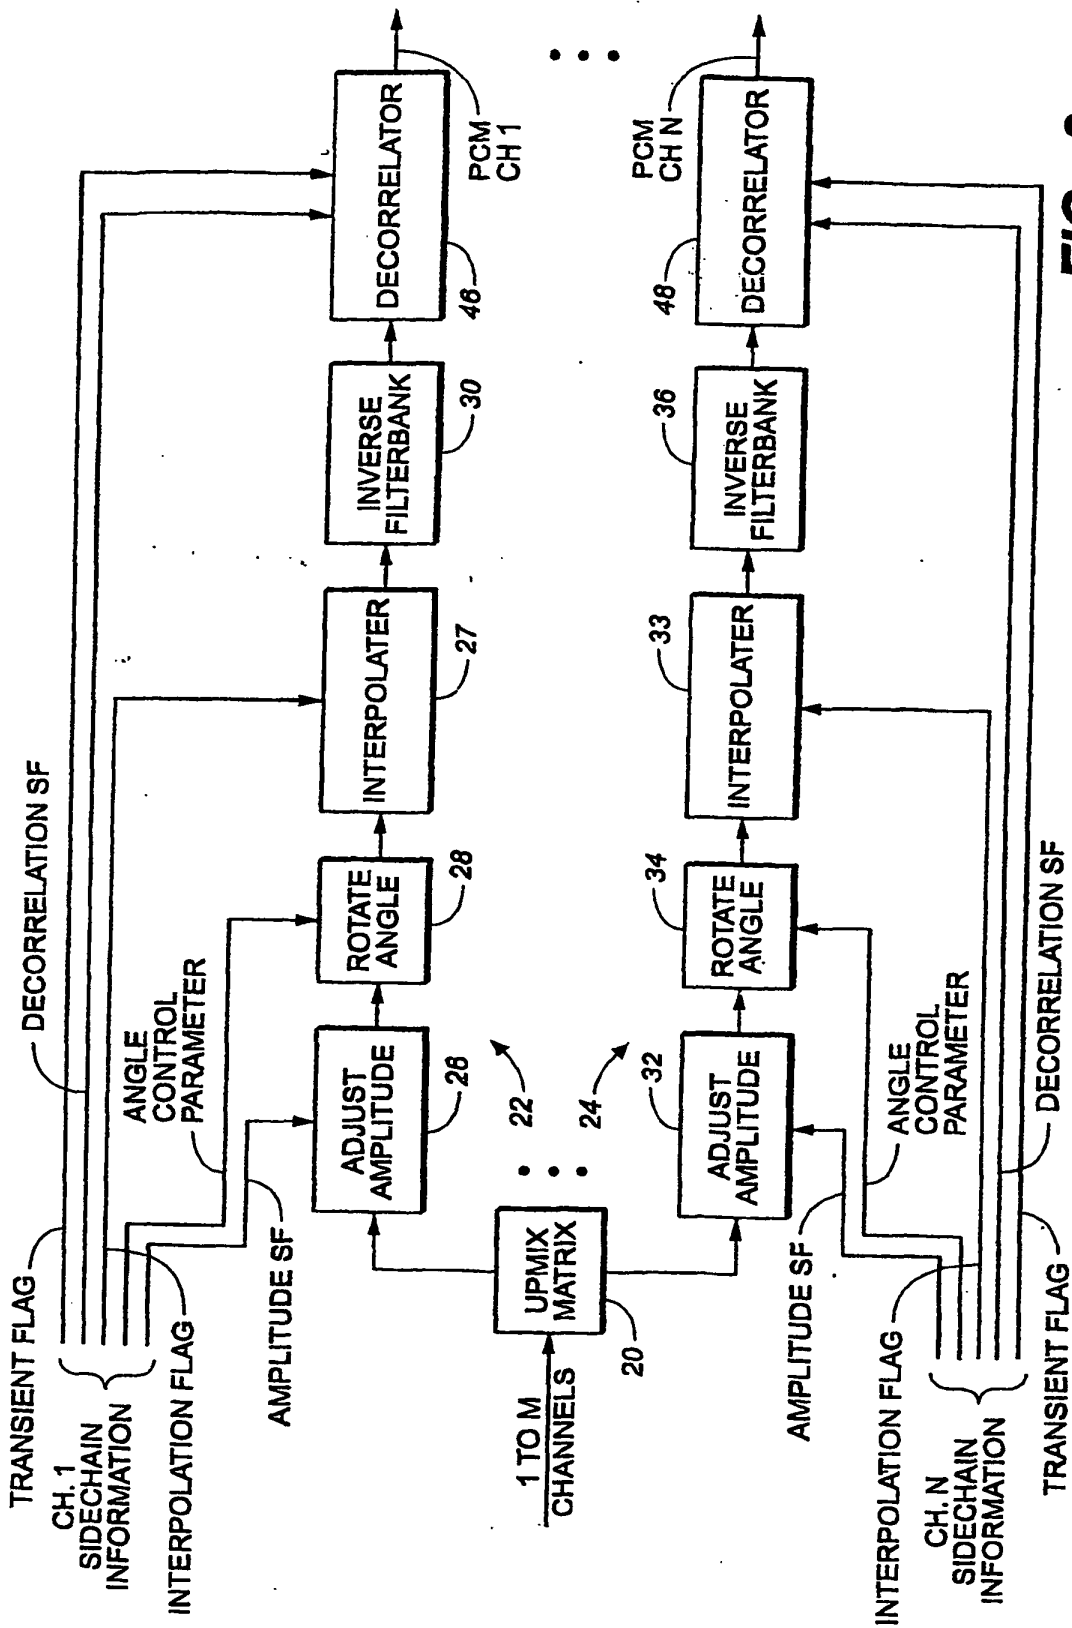 TRANSIENT FLAG
CH. 1
SIDECHAIN
INFORMATION
INTERPOLATION FLAG
AMPLITUDE SF
ANGLE
CONTROL
PARAMETER
DECORRELATION SF
ADJUST
AMPLITUDE
26
ROTATE
ANGLE
28
INTERPOLATER
27
INVERSE
FILTERBANK
30
DECORRELATOR
46
PCM
CH 1
22
1 TO M
CHANNELS
UPMIX
MATRIX
20
24
ADJUST
AMPLITUDE
32
ROTATE
ANGLE
34
INTERPOLATER
33
INVERSE
FILTERBANK
36
DECORRELATOR
48
PCM
CH N
AMPLITUDE SF
ANGLE
CONTROL
PARAMETER
INTERPOLATION FLAG
CH. N
SIDECHAIN
INFORMATION
DECORRELATION SF
TRANSIENT FLAG